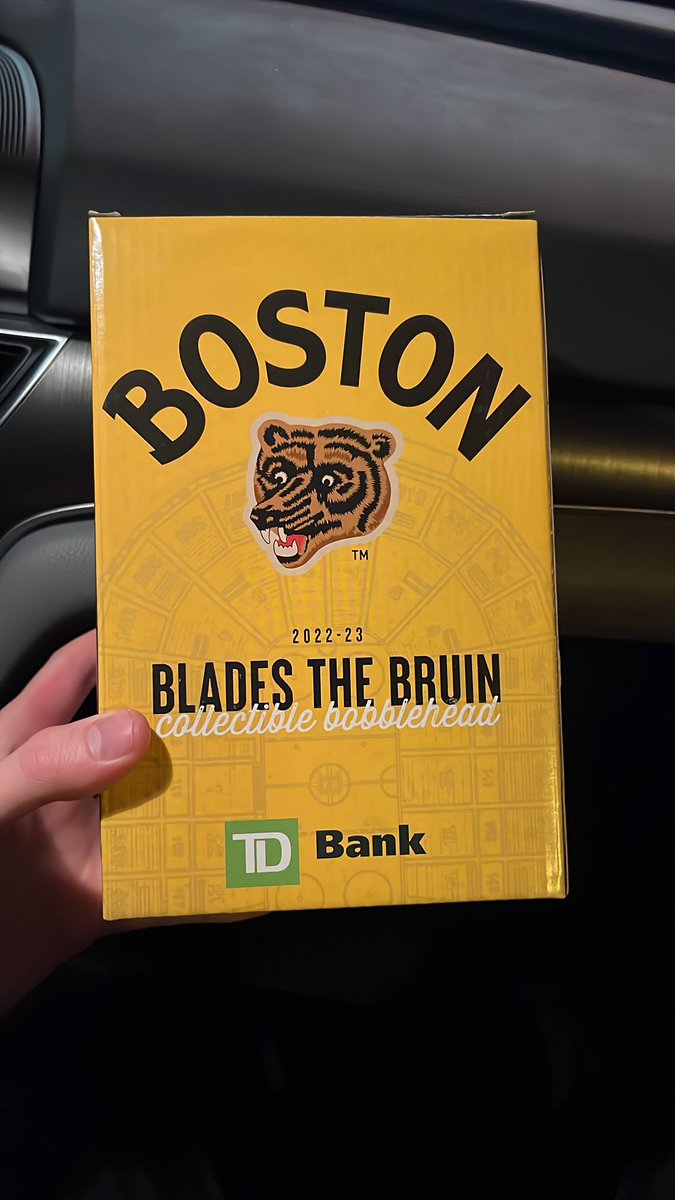 BOSTON
TM
2022-23
BLADES THE BRUIN
collectible bobblehead
TD Bank